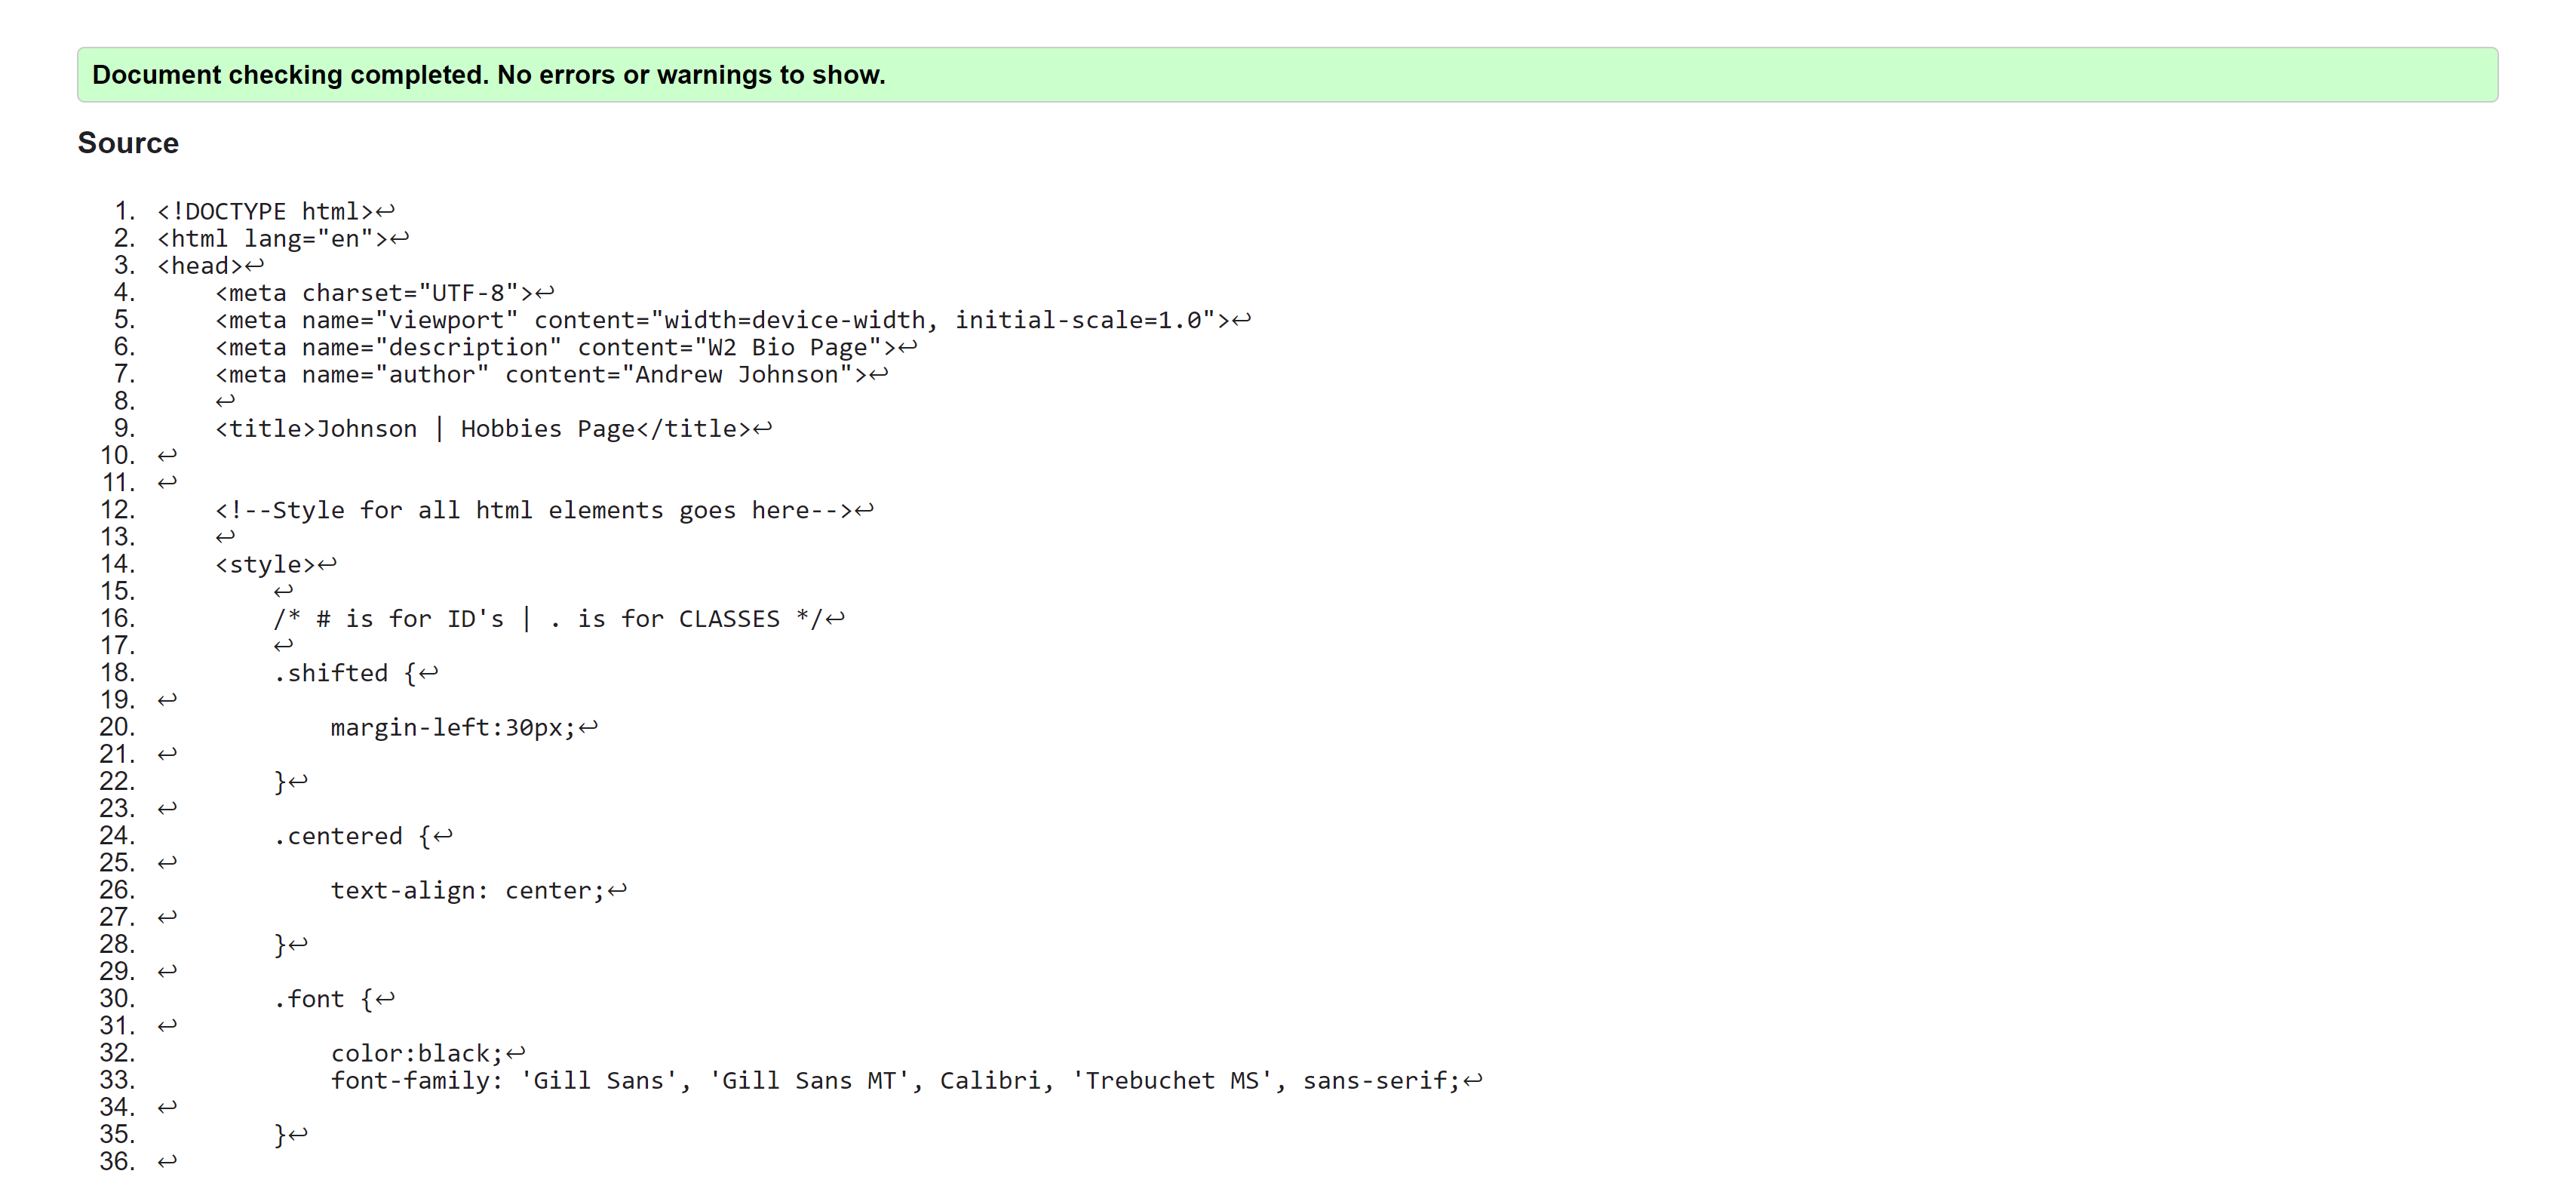 Document checking completed. No errors or warnings to show.
Source
1. <!DOCTYPE html>↩
2. <html lang="en">↩
3. <head>↩
4.     <meta charset="UTF-8">↩
5.     <meta name="viewport" content="width=device-width, initial-scale=1.0">↩
6.     <meta name="description" content="W2 Bio Page">↩
7.     <meta name="author" content="Andrew Johnson">↩
8.     ↩
9.     <title>Johnson | Hobbies Page</title>↩
10. ↩
11. ↩
12.     <!--Style for all html elements goes here-->↩
13.     ↩
14.     <style>↩
15.         ↩
16.         /* # is for ID's | . is for CLASSES */↩
17.         ↩
18.         .shifted {↩
19. ↩
20.             margin-left:30px;↩
21. ↩
22.         }↩
23. ↩
24.         .centered {↩
25. ↩
26.             text-align: center;↩
27. ↩
28.         }↩
29. ↩
30.         .font {↩
31. ↩
32.             color:black;↩
33.             font-family: 'Gill Sans', 'Gill Sans MT', Calibri, 'Trebuchet MS', sans-serif;↩
34. ↩
35.         }↩
36. ↩